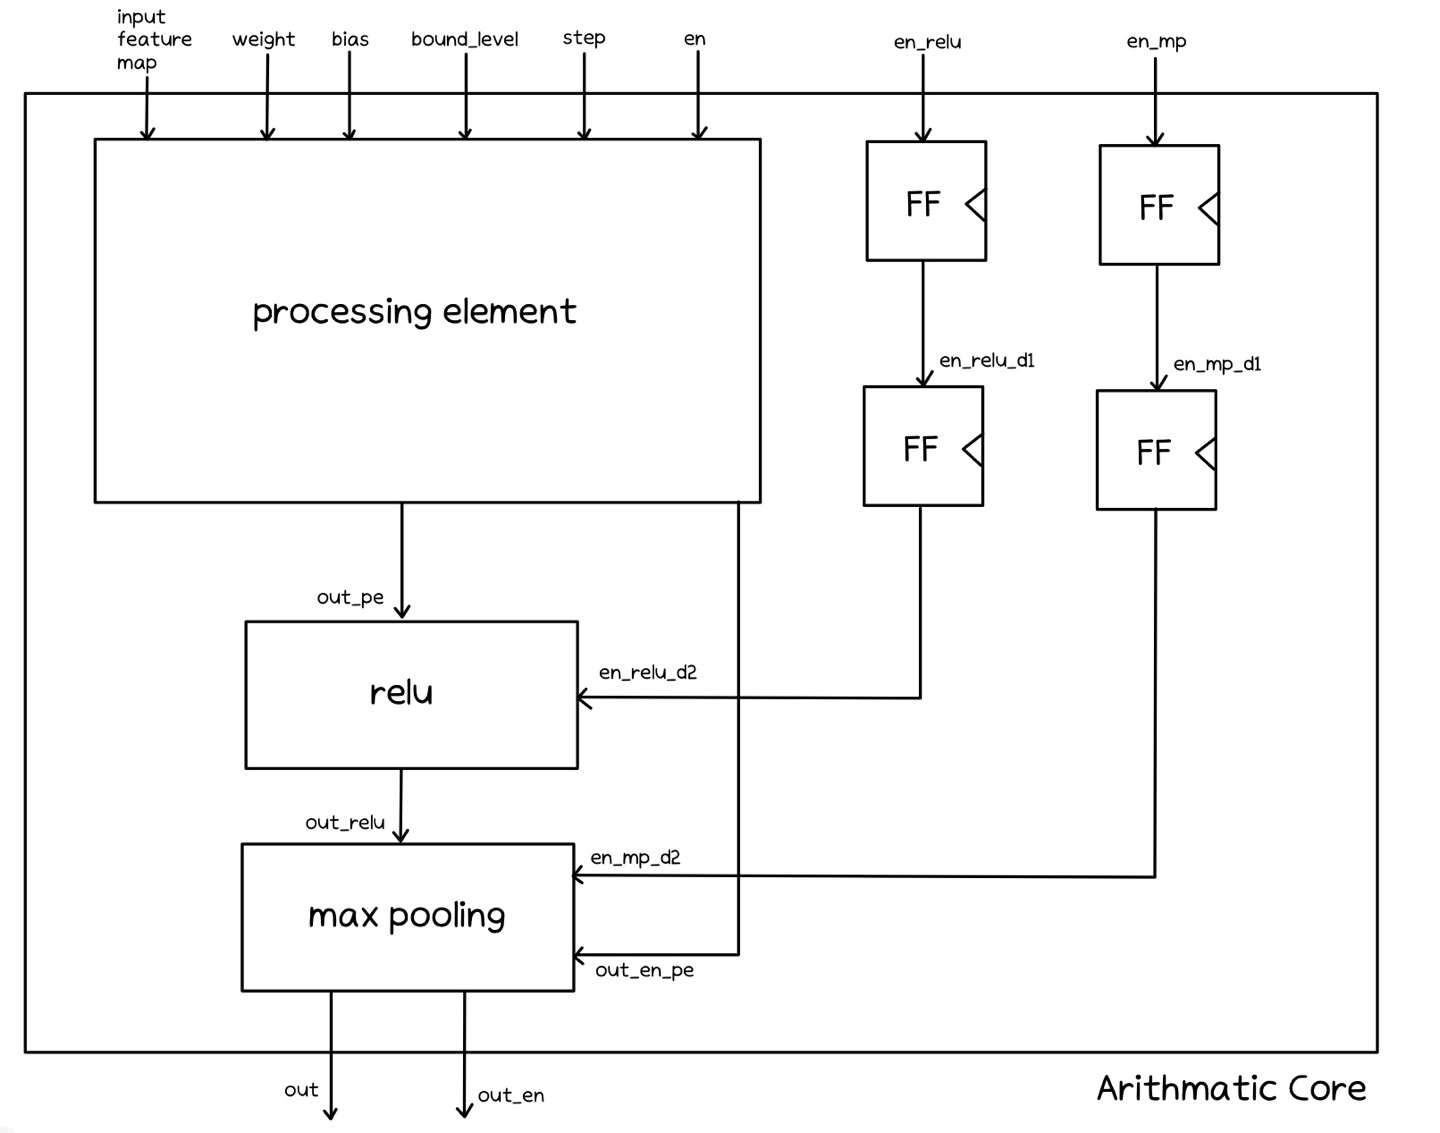 input
feature
map
weight
bias
bound_level
step
en
en_relu
en_mp
FF
FF
processing element
en_relu_d1
en_mp_d1
FF
FF
out_pe
en_relu_d2
relu
out_relu
en_mp_d2
max pooling
out_en_pe
out
out_en
Arithmatic Core